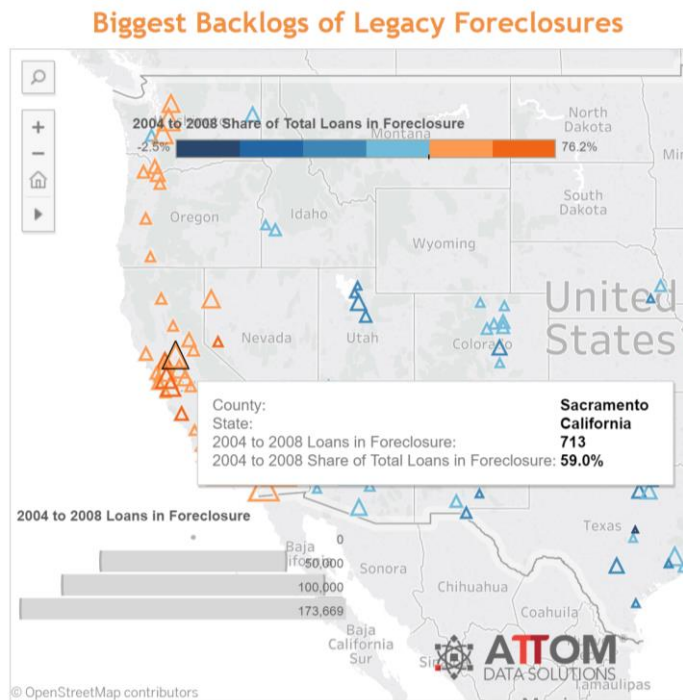 Biggest Backlogs of Legacy Foreclosures
2004 to 2008 Share of Total Loans in Foreclosure
-2.5%
76.2%
Montana
North
Dakota
South
Dakota
Oregon
Idaho
Wyoming
United
States
Nevada
Utah
County: Sacramento
State: California
2004 to 2008 Loans in Foreclosure: 713
2004 to 2008 Share of Total Loans in Foreclosure: 59.0%
2004 to 2008 Loans in Foreclosure
0
50,000
100,000
173,669
Baja
Sonora
Chihuahua
Coahuila
Texas
Baja
California
Sur
ATTOM
DATA SOLUTIONS
Tamaulipas
© OpenStreetMap contributors